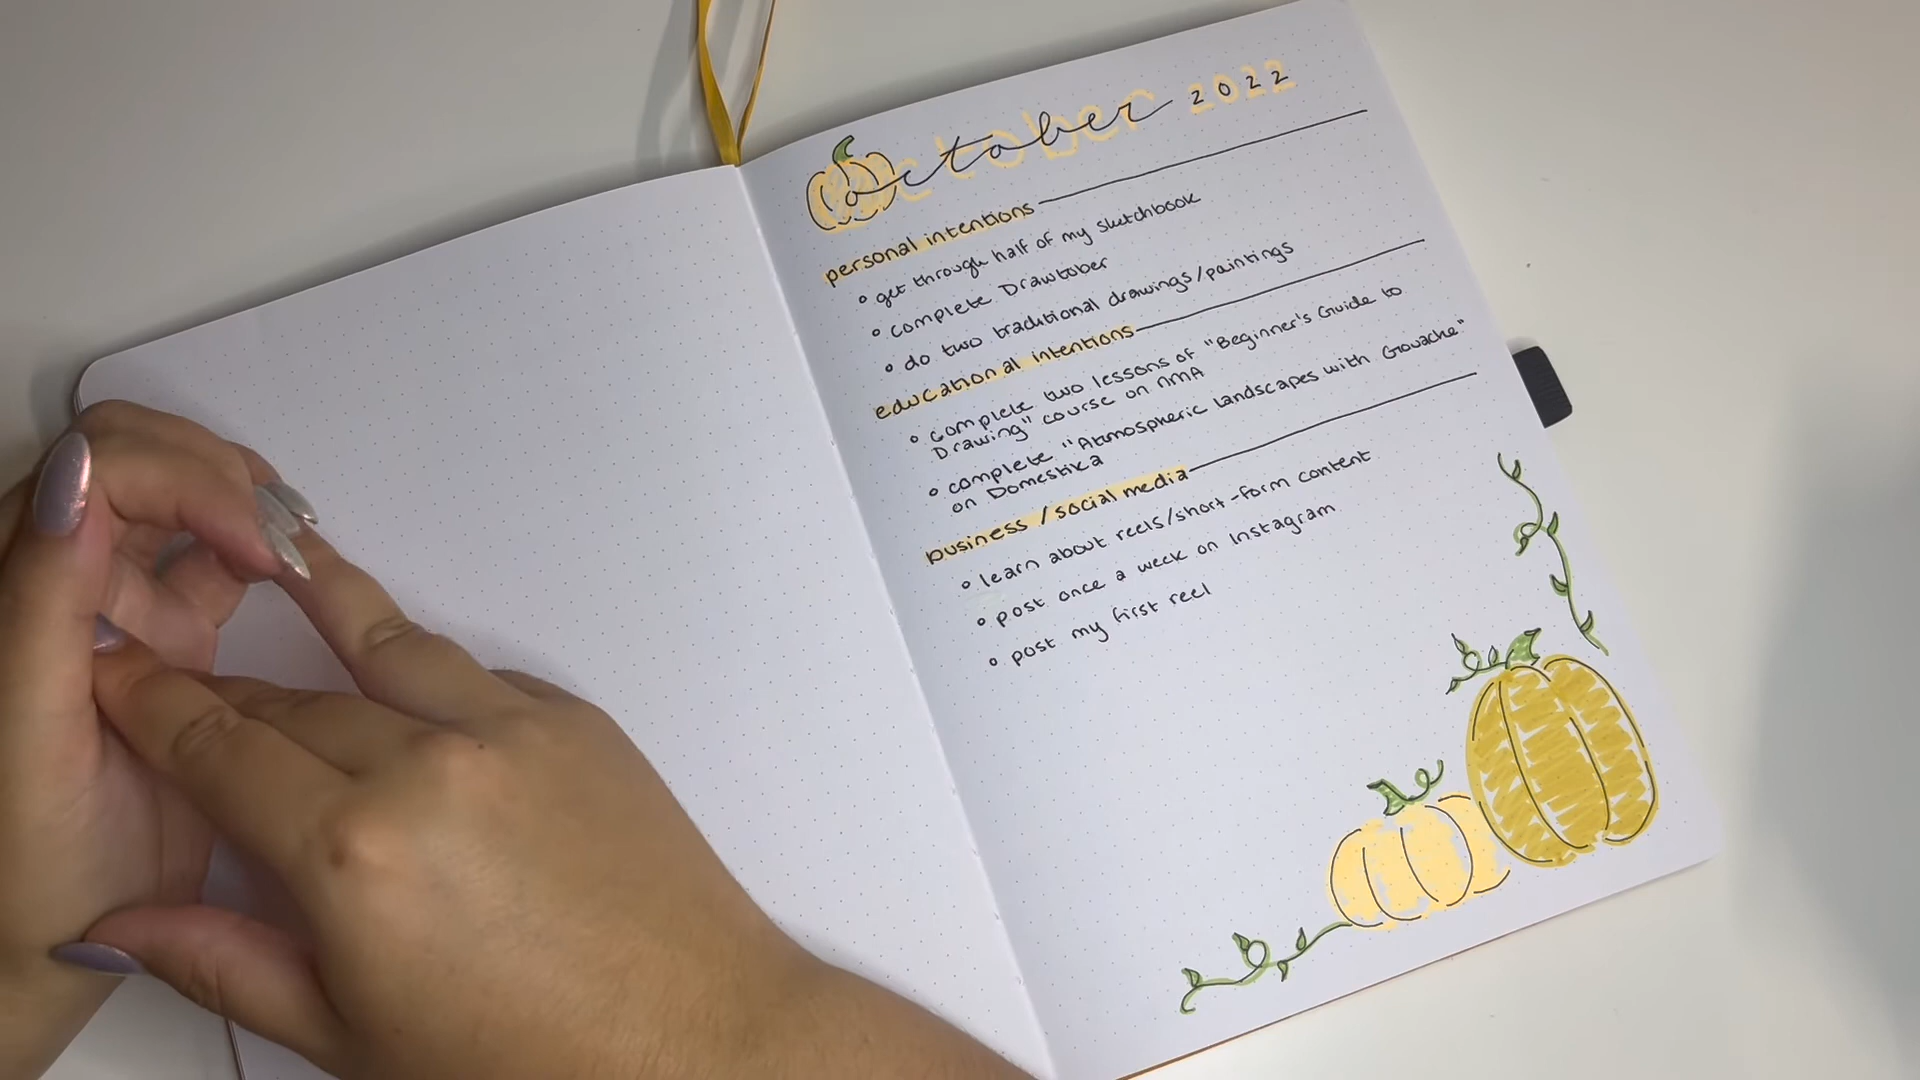 october 2022
personal intentions
• get through half of my sketchbook
• complete Drawtober
• do two traditional drawings/paintings
educational intentions
• complete two lessons of "Beginner's Guide to
Drawing" course on NMA
• complete "Atmospheric Landscapes with Gouache"
on Domestika
business / social media
• learn about reels/short-form content
• post once a week on Instagram
• post my first reel